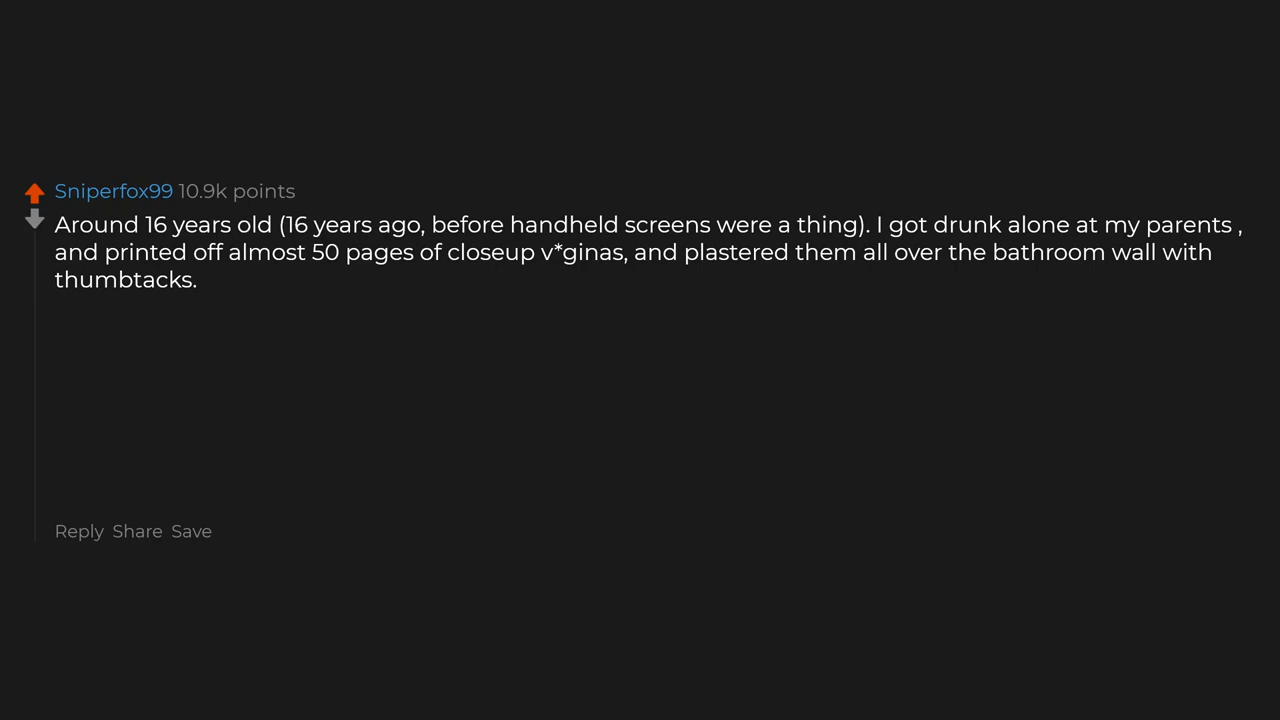 Sniperfox99 10.9k points
Around 16 years old (16 years ago, before handheld screens were a thing). I got drunk alone at my parents ,
and printed off almost 50 pages of closeup v*ginas, and plastered them all over the bathroom wall with
thumbtacks.
Reply Share Save